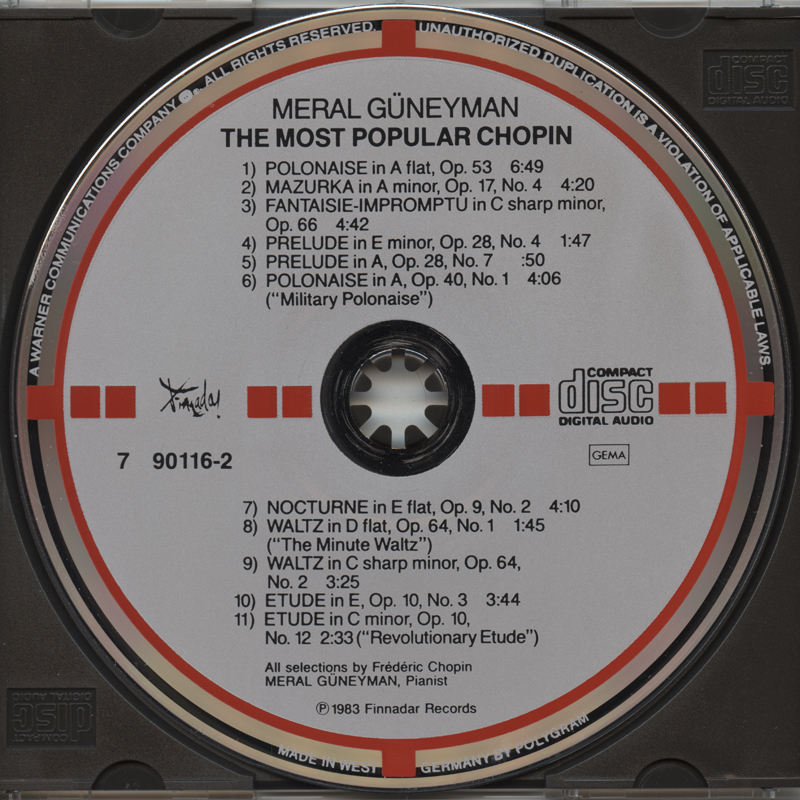 A WARNER COMMUNICATIONS COMPANY ℗®. ALL RIGHTS RESERVED.
UNAUTHORIZED DUPLICATION IS A VIOLATION OF APPLICABLE LAWS.
COMPACT
disc
DIGITAL AUDIO
MERAL GÜNEYMAN
THE MOST POPULAR CHOPIN
1) POLONAISE in A flat, Op. 53 6:49
2) MAZURKA in A minor, Op. 17, No. 4 4:20
3) FANTAISIE-IMPROMPTU in C sharp minor,
Op. 66 4:42
4) PRELUDE in E minor, Op. 28, No. 4 1:47
5) PRELUDE in A, Op. 28, No. 7 :50
6) POLONAISE in A, Op. 40, No. 1 4:06
("Military Polonaise")
Finnadar
COMPACT
disc
DIGITAL AUDIO
7 90116-2
GEMA
7) NOCTURNE in E flat, Op. 9, No. 2 4:10
8) WALTZ in D flat, Op. 64, No. 1 1:45
("The Minute Waltz")
9) WALTZ in C sharp minor, Op. 64,
No. 2 3:25
10) ETUDE in E, Op. 10, No. 3 3:44
11) ETUDE in C minor, Op. 10,
No. 12 2:33 ("Revolutionary Etude")
All selections by Frédéric Chopin
MERAL GÜNEYMAN, Pianist
℗ 1983 Finnadar Records
COMPACT
disc
DIGITAL AUDIO
MADE IN WEST GERMANY BY POLYGRAM